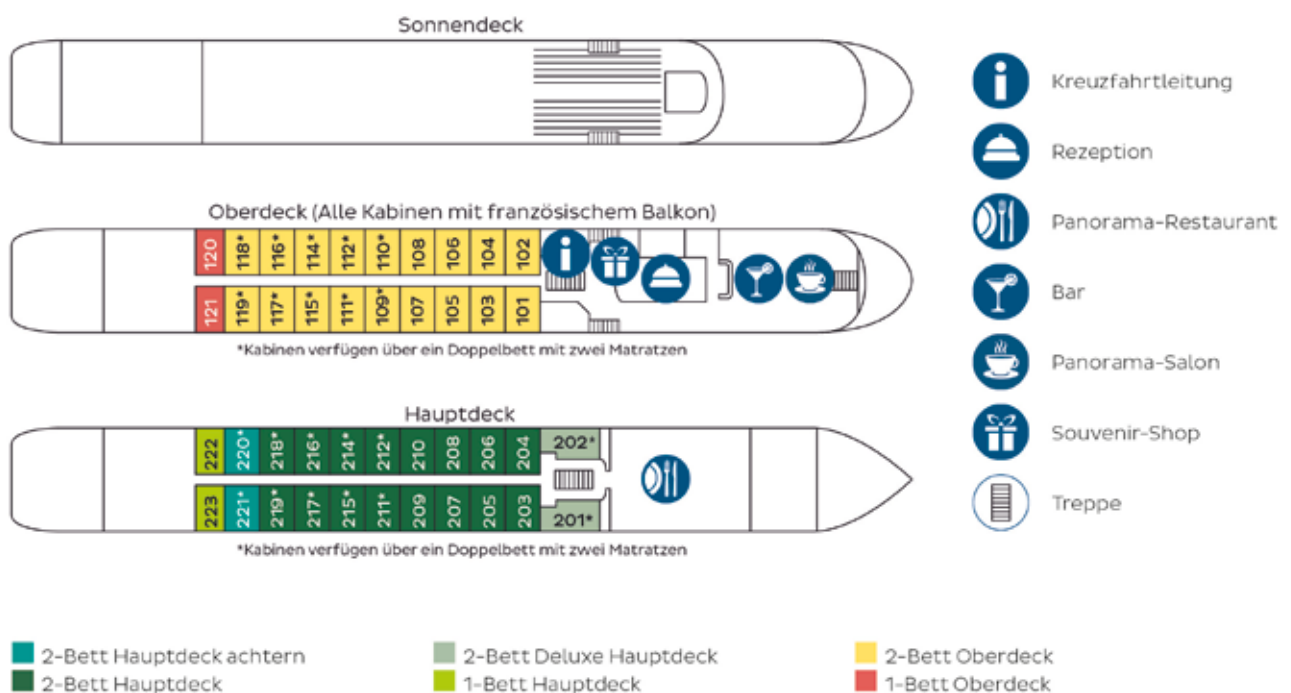 Sonnendeck
Oberdeck (Alle Kabinen mit französischem Balkon)
120 118* 116* 114* 112* 110* 108 106 104 102
121 119* 117* 115* 111* 109* 107 105 103 101
*Kabinen verfügen über ein Doppelbett mit zwei Matratzen
Hauptdeck
222 220* 218* 216* 214* 212* 210 208 206 204 202*
223 221* 219* 217* 215* 211* 209 207 205 203 201*
*Kabinen verfügen über ein Doppelbett mit zwei Matratzen
Kreuzfahrtleitung
Rezeption
Panorama-Restaurant
Bar
Panorama-Salon
Souvenir-Shop
Treppe
2-Bett Hauptdeck achtern
2-Bett Hauptdeck
2-Bett Deluxe Hauptdeck
1-Bett Hauptdeck
2-Bett Oberdeck
1-Bett Oberdeck